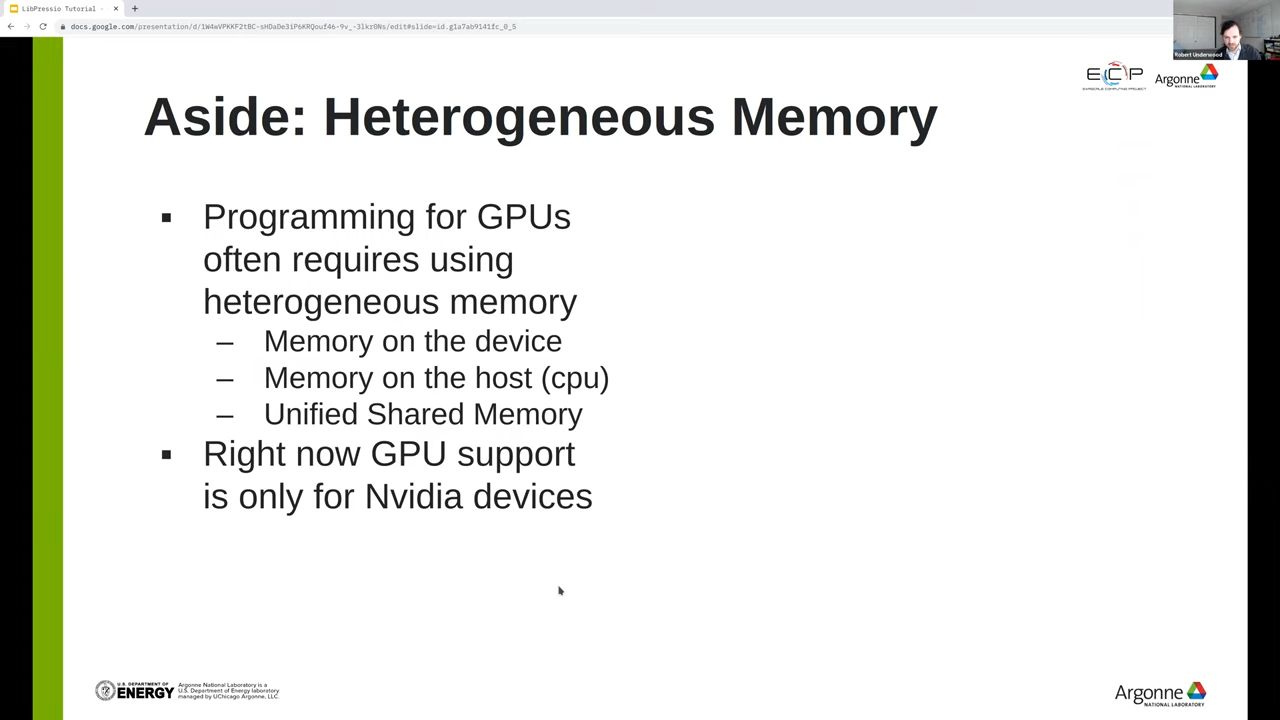 LibPressio Tutorial -
docs.google.com/presentation/d/1W4wVPKKF2tBC-sHDaDe3iP6KRQouf46-9v_-3lkr0Ns/edit#slide=id.g1a7ab9141fc_0_5
Robert Underwood
ECP
EXASCALE COMPUTING PROJECT
Argonne
NATIONAL LABORATORY
Aside: Heterogeneous Memory
▪ Programming for GPUs
often requires using
heterogeneous memory
– Memory on the device
– Memory on the host (cpu)
– Unified Shared Memory
▪ Right now GPU support
is only for Nvidia devices
U.S. DEPARTMENT OF
ENERGY
Argonne National Laboratory is a
U.S. Department of Energy laboratory
managed by UChicago Argonne, LLC.
Argonne
NATIONAL LABORATORY